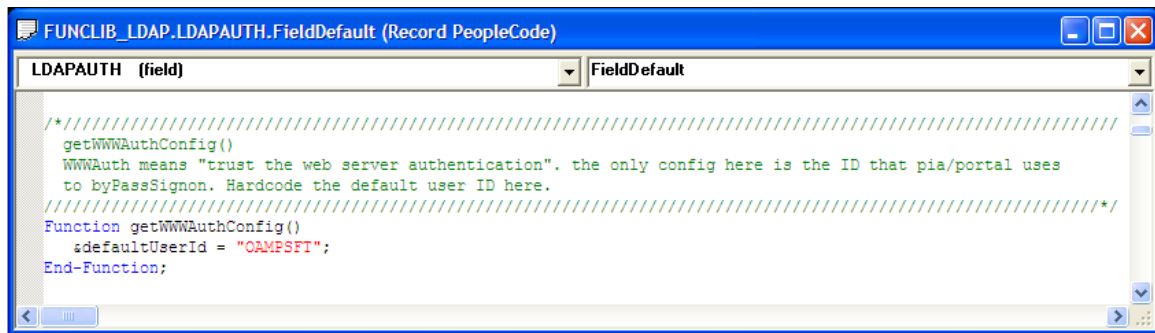 FUNCLIB_LDAP.LDAPAUTH.FieldDefault (Record PeopleCode)
LDAPAUTH (field) FieldDefault
/*//////////////////////////////////////////////////////////////////////////////////////////////////////////////
getWWWAuthConfig()
WWWAuth means "trust the web server authentication". the only config here is the ID that pia/portal uses
to byPassSignon. Hardcode the default user ID here.
//////////////////////////////////////////////////////////////////////////////////////////////////////////////*/
Function getWWWAuthConfig()
&defaultUserId = "OAMPSFT";
End-Function;